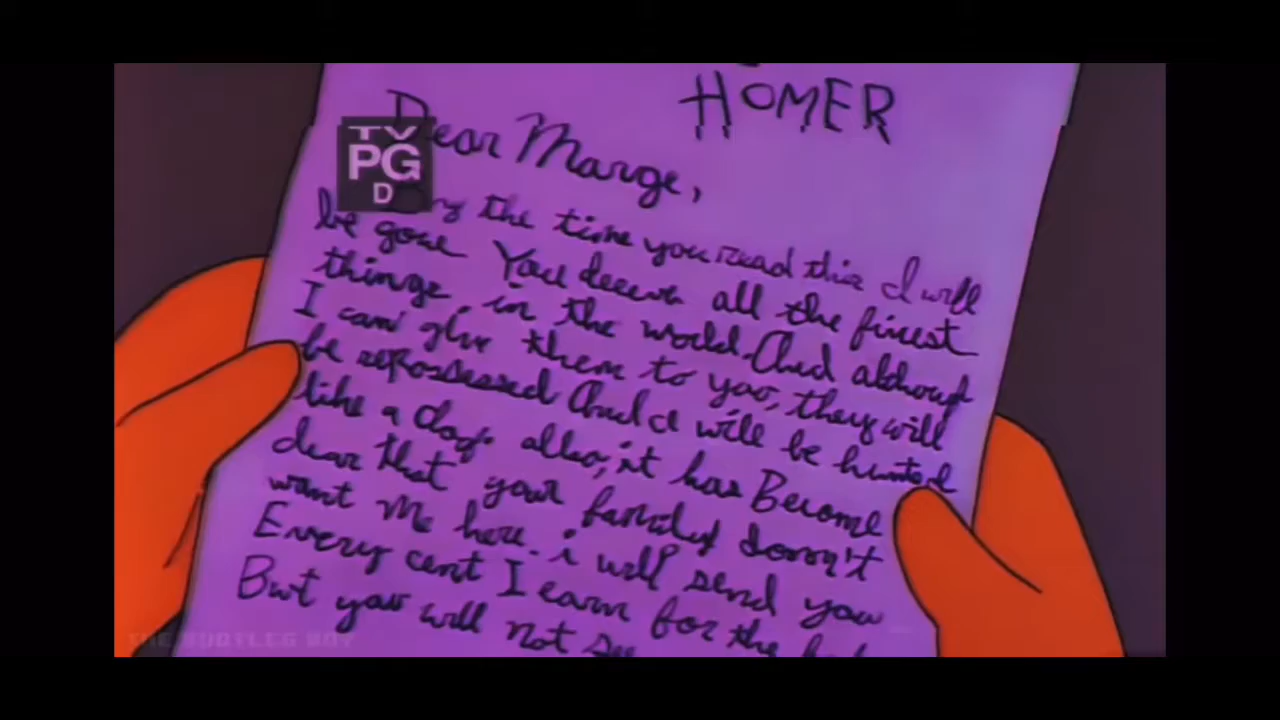 HOMER
Dear Marge,
TV
PG
D
by the time you read this I will
be gone You deserve all the finest
things in the world. And although
I can give them to you, they will
be repossessed And I will be hunted
like a dog. also, it has Become
clear that your family doesn't
want Me here. i will send you
Every cent I earn for the
But you will not see